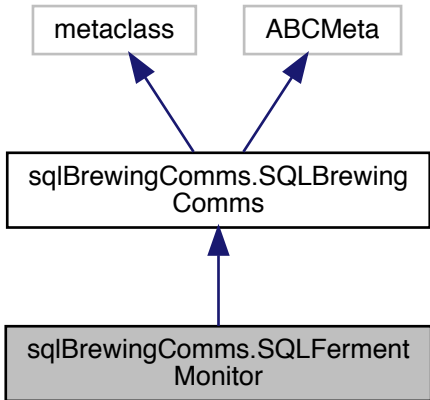 metaclass
ABCMeta
sqlBrewingComms.SQLBrewing
Comms
sqlBrewingComms.SQLFerment
Monitor